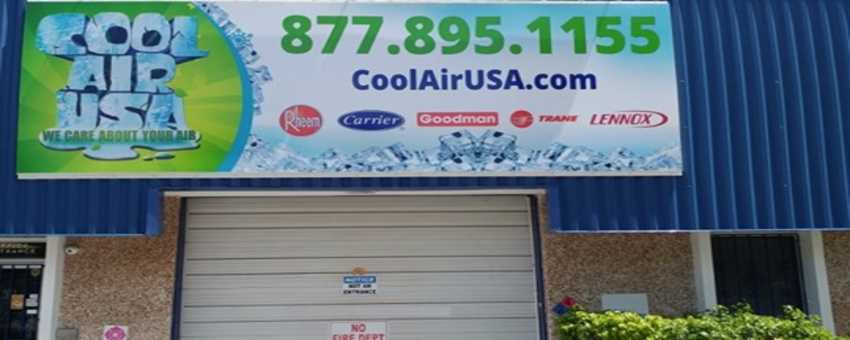 COOL
AIR
USA
WE CARE ABOUT YOUR AIR
877.895.1155
CoolAirUSA.com
Rheem
Carrier
Goodman
TRANE
LENNOX
NOTICE
NOT AN
ENTRANCE
NO
FIRE DEPT